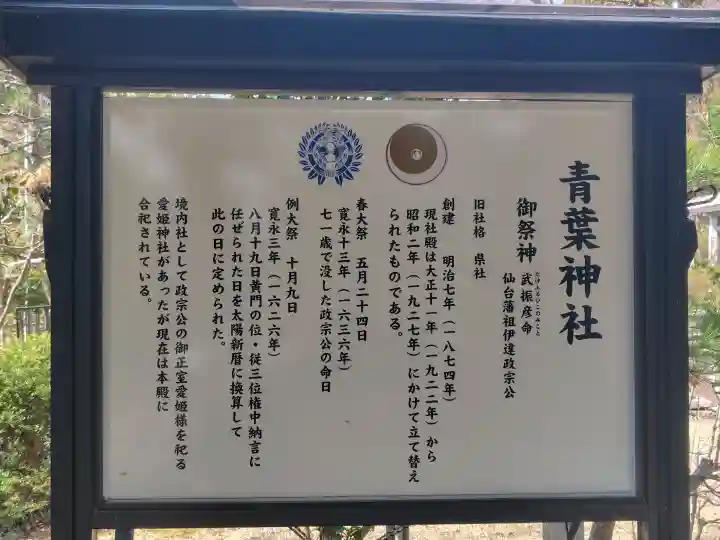 青葉神社
御祭神 武振彦命
たけふるひこのみこと
仙台藩祖伊達政宗公
旧社格 県社
創建 明治七年(一八七四年)
現社殿は大正十一年(一九二二年)から
昭和二年(一九二七年)にかけて立て替え
られたものである。
春大祭 五月二十四日
寛永十三年(一六三六年)
七一歳で没した政宗公の命日
例大祭 十月九日
寛永三年(一六二六年)
八月十九日黄門の位・従三位権中納言に
任ぜられた日を太陽新暦に換算して
此の日に定められた。
境内社として政宗公の御正室愛姫様を祀る
愛姫神社があったが現在は本殿に
合祀されている。